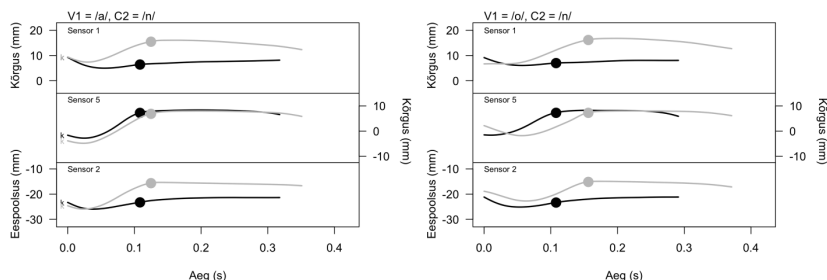 V1 = /a/, C2 = /n/
Sensor 1
Kõrgus (mm)
20
10
0
k
Sensor 5
k
k
10
0
-10
Kõrgus (mm)
Sensor 2
Eespoolsus (mm)
-10
-20
-30
k
0.0 0.1 0.2 0.3 0.4
Aeg (s)
V1 = /o/, C2 = /n/
Sensor 1
Kõrgus (mm)
20
10
0
Sensor 5
10
0
-10
Kõrgus (mm)
Sensor 2
Eespoolsus (mm)
-10
-20
-30
0.0 0.1 0.2 0.3 0.4
Aeg (s)